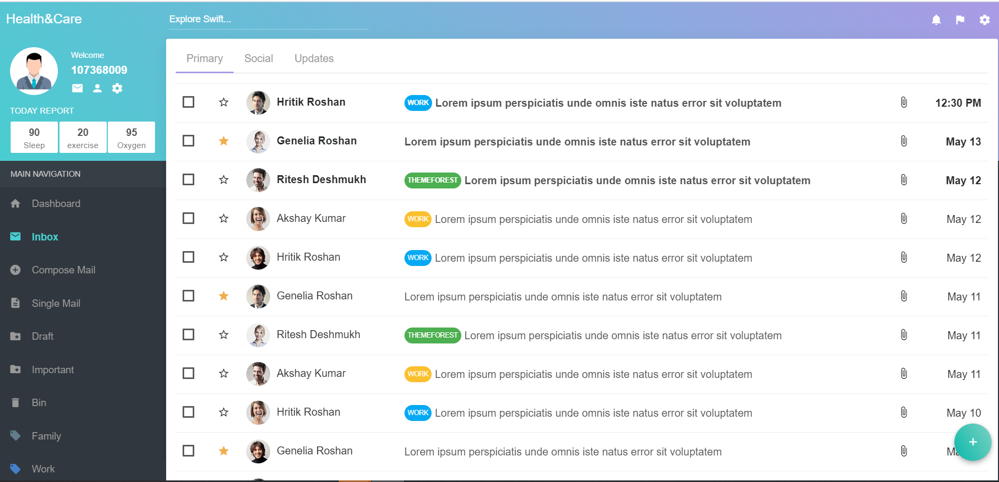 Health&Care
Explore Swift...
Welcome
107368009
TODAY REPORT
90 20 95
Sleep exercise Oxygen
MAIN NAVIGATION
Dashboard
Inbox
Compose Mail
Single Mail
Draft
Important
Bin
Family
Work
Primary Social Updates
Hritik Roshan WORK Lorem ipsum perspiciatis unde omnis iste natus error sit voluptatem 12:30 PM
Genelia Roshan Lorem ipsum perspiciatis unde omnis iste natus error sit voluptatem May 13
Ritesh Deshmukh THEMEFOREST Lorem ipsum perspiciatis unde omnis iste natus error sit voluptatem May 12
Akshay Kumar WORK Lorem ipsum perspiciatis unde omnis iste natus error sit voluptatem May 12
Hritik Roshan WORK Lorem ipsum perspiciatis unde omnis iste natus error sit voluptatem May 12
Genelia Roshan Lorem ipsum perspiciatis unde omnis iste natus error sit voluptatem May 11
Ritesh Deshmukh THEMEFOREST Lorem ipsum perspiciatis unde omnis iste natus error sit voluptatem May 11
Akshay Kumar WORK Lorem ipsum perspiciatis unde omnis iste natus error sit voluptatem May 11
Hritik Roshan WORK Lorem ipsum perspiciatis unde omnis iste natus error sit voluptatem May 10
Genelia Roshan Lorem ipsum perspiciatis unde omnis iste natus error sit voluptatem